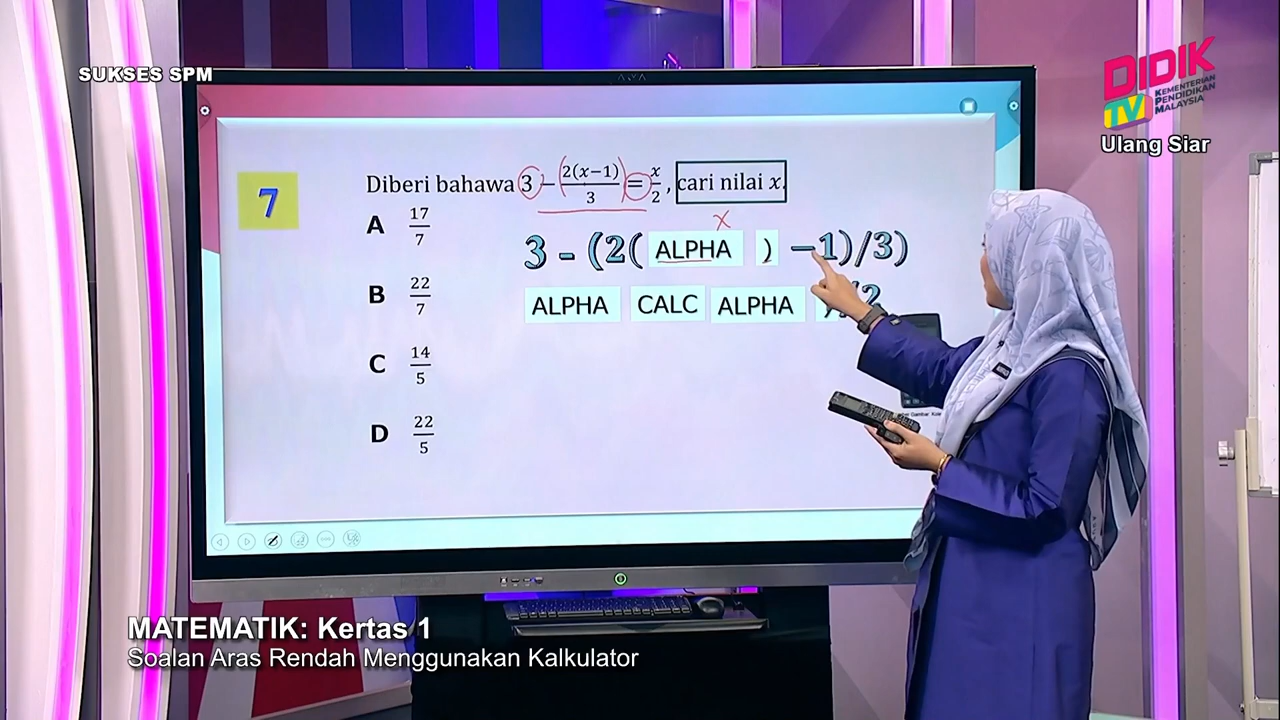 SUKSES SPM
DIDIK
TV
KEMENTERIAN
PENDIDIKAN
MALAYSIA
Ulang Siar
7
Diberi bahawa 3 − (2(x−1)/3) = x/2, cari nilai x.
x
A 17/7
3 - (2( ALPHA ) −1)/3)
B 22/7
ALPHA CALC ALPHA ) /2
C 14/5
D 22/5
MATEMATIK: Kertas 1
Soalan Aras Rendah Menggunakan Kalkulator